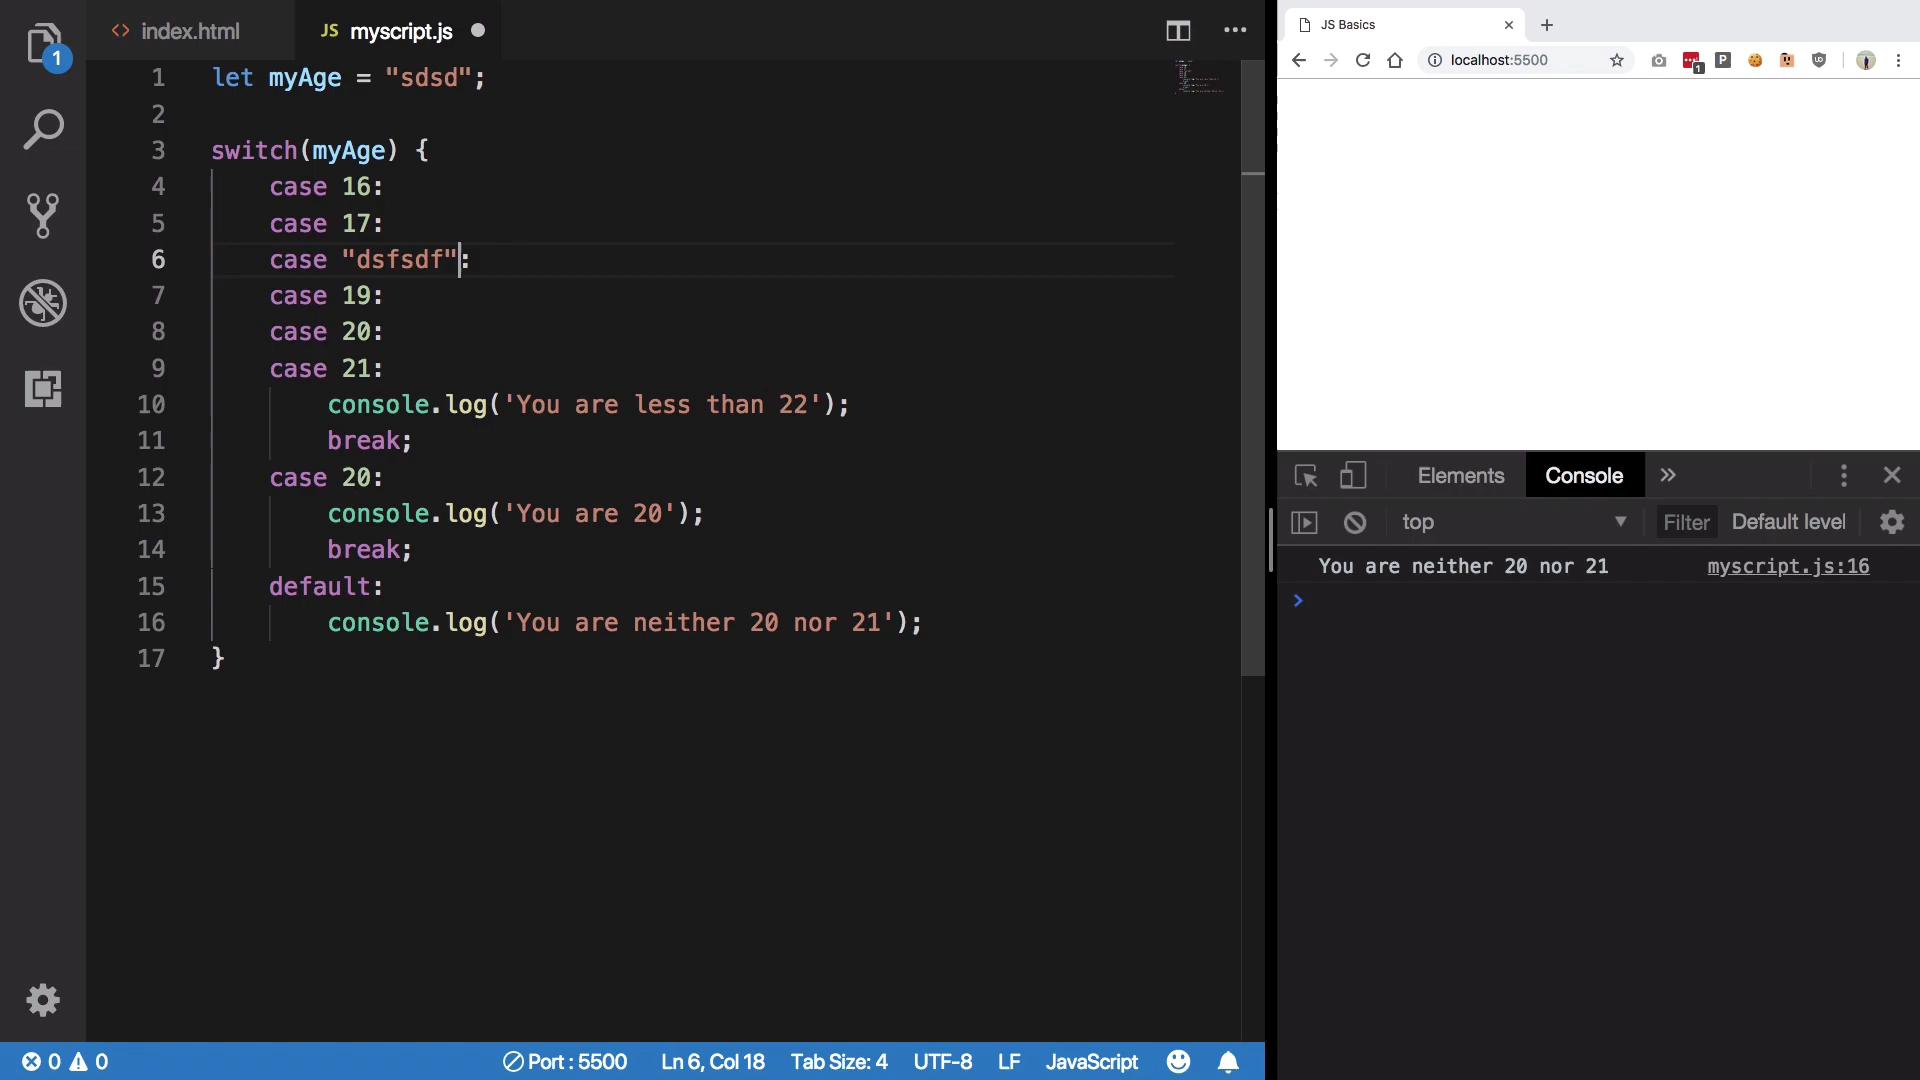 index.html
JS myscript.js
1 let myAge = "sdsd";
2
3 switch(myAge) {
4 case 16:
5 case 17:
6 case "dsfsdf":
7 case 19:
8 case 20:
9 case 21:
10 console.log('You are less than 22');
11 break;
12 case 20:
13 console.log('You are 20');
14 break;
15 default:
16 console.log('You are neither 20 nor 21');
17 }
1
0 0
Port : 5500
Ln 6, Col 18
Tab Size: 4
UTF-8
LF
JavaScript
JS Basics
localhost:5500
1
P
Elements
Console
top
Filter
Default level
You are neither 20 nor 21 myscript.js:16